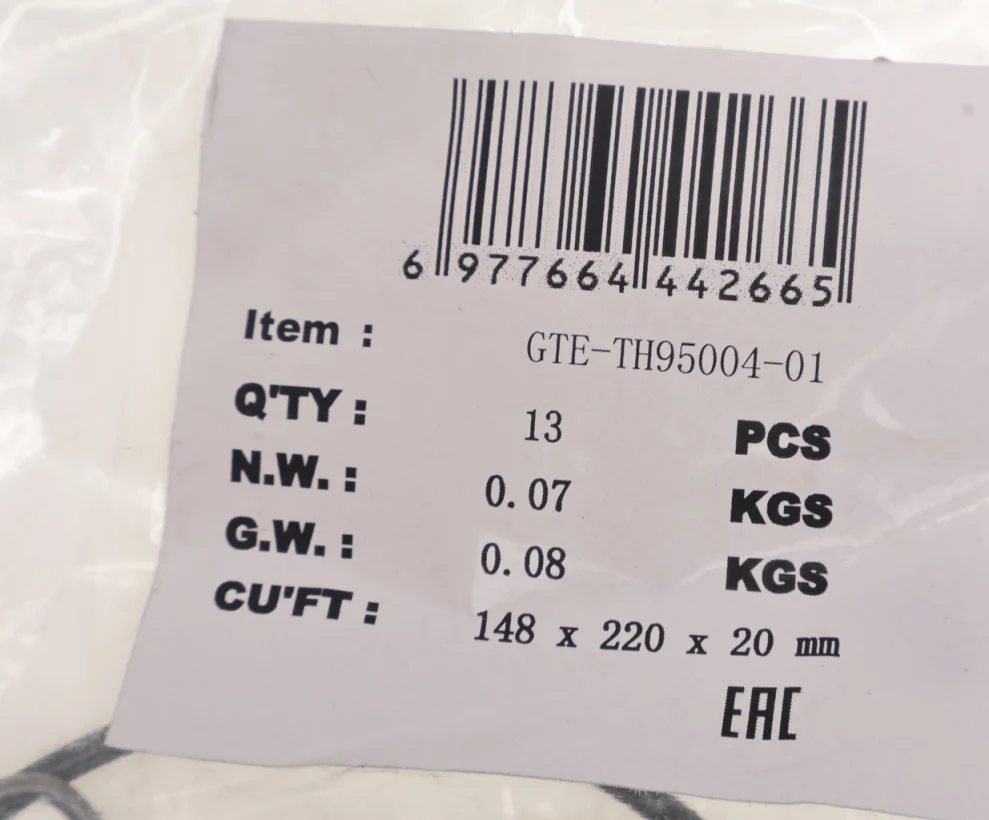 6 977664 442665
Item : GTE-TH95004-01
Q'TY : 13 PCS
N.W. : 0.07 KGS
G.W. : 0.08 KGS
CU'FT : 148 x 220 x 20 mm
EAC